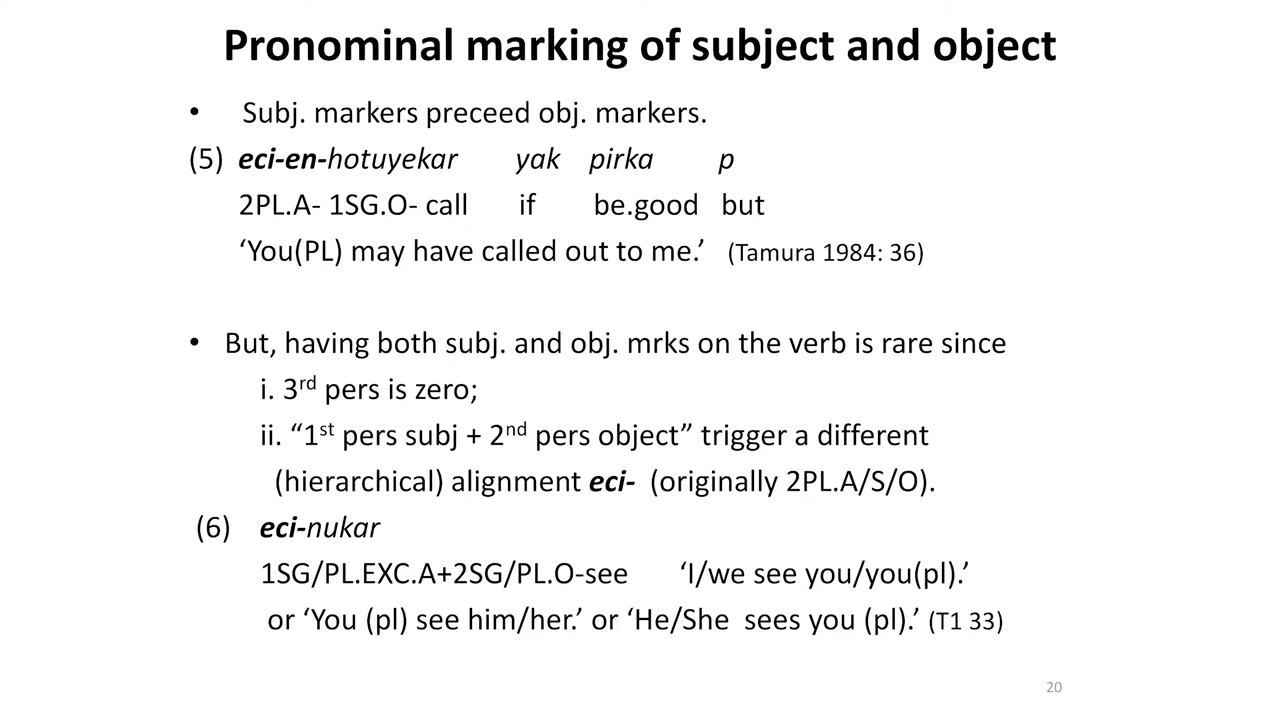 Pronominal marking of subject and object
• Subj. markers preceed obj. markers.
(5) eci-en-hotuyekar yak pirka p
2PL.A- 1SG.O- call if be.good but
‘You(PL) may have called out to me.’ (Tamura 1984: 36)
• But, having both subj. and obj. mrks on the verb is rare since
i. 3rd pers is zero;
ii. “1st pers subj + 2nd pers object” trigger a different
(hierarchical) alignment eci- (originally 2PL.A/S/O).
(6) eci-nukar
1SG/PL.EXC.A+2SG/PL.O-see ‘I/we see you/you(pl).’
or ‘You (pl) see him/her.’ or ‘He/She sees you (pl).’ (T1 33)
20